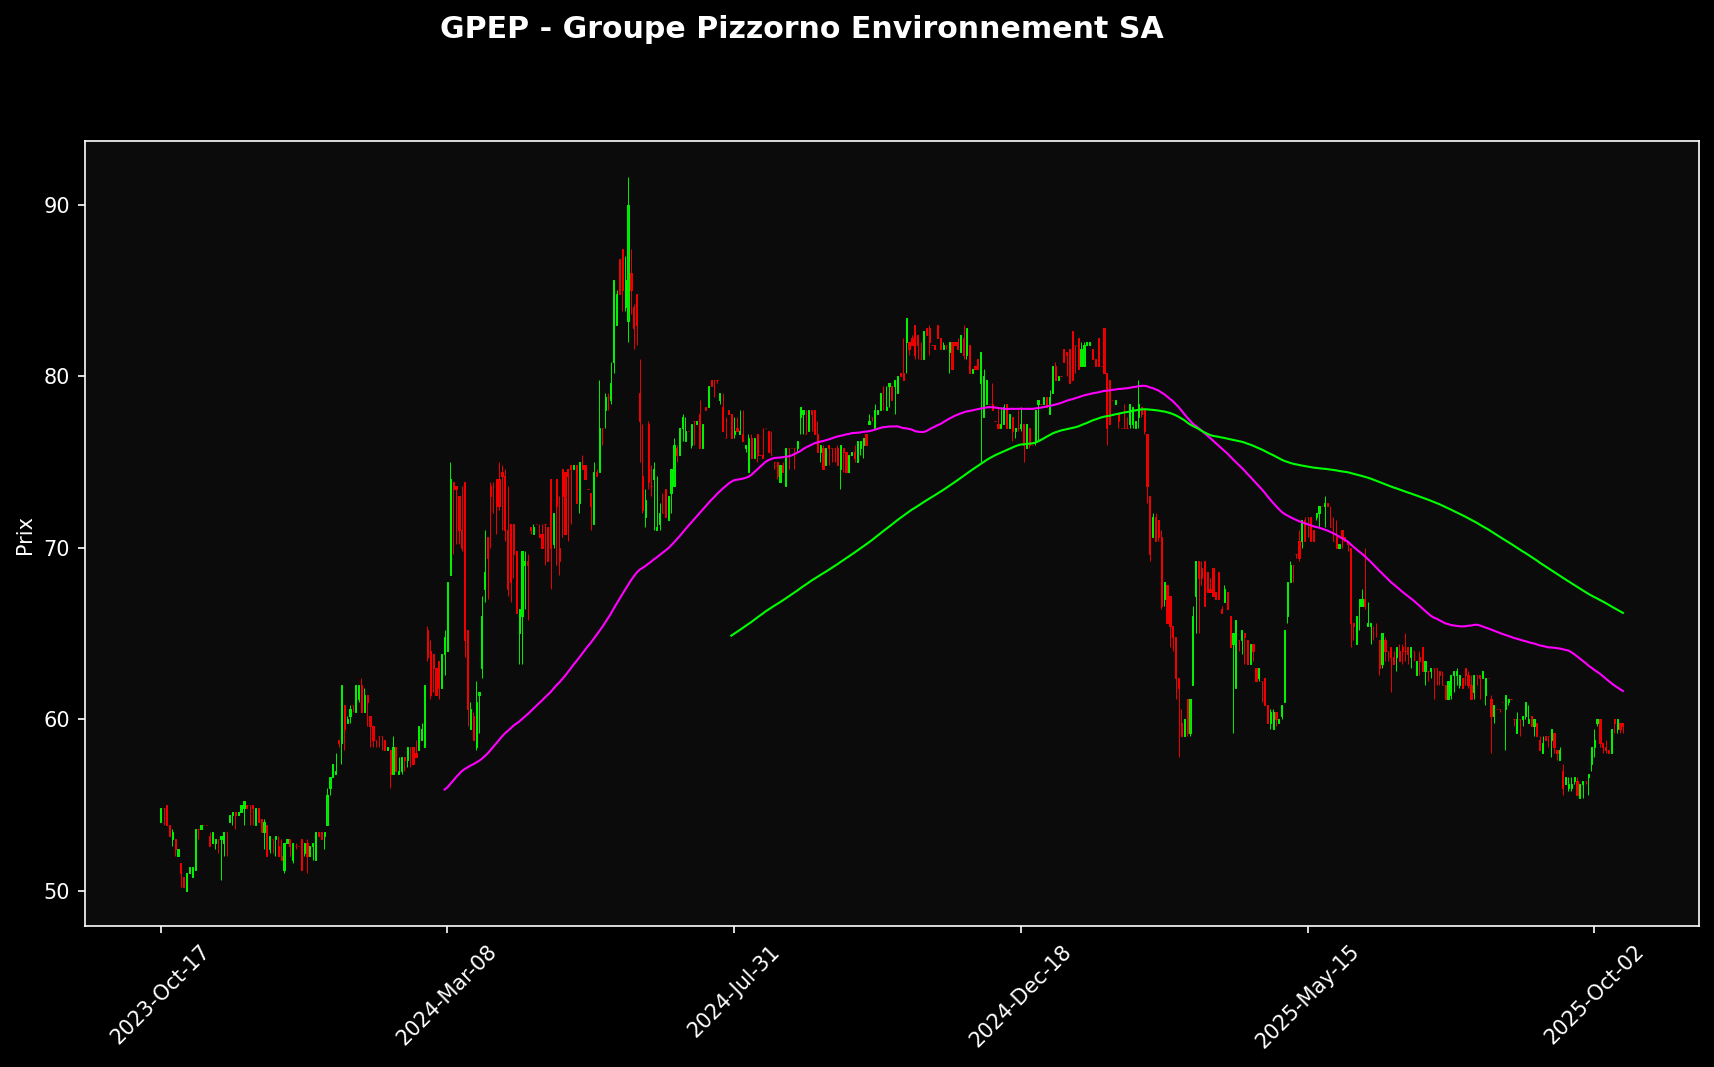 GPEP - Groupe Pizzorno Environnement SA
Prix
90
80
70
60
50
2023-Oct-17
2024-Mar-08
2024-Jul-31
2024-Dec-18
2025-May-15
2025-Oct-02